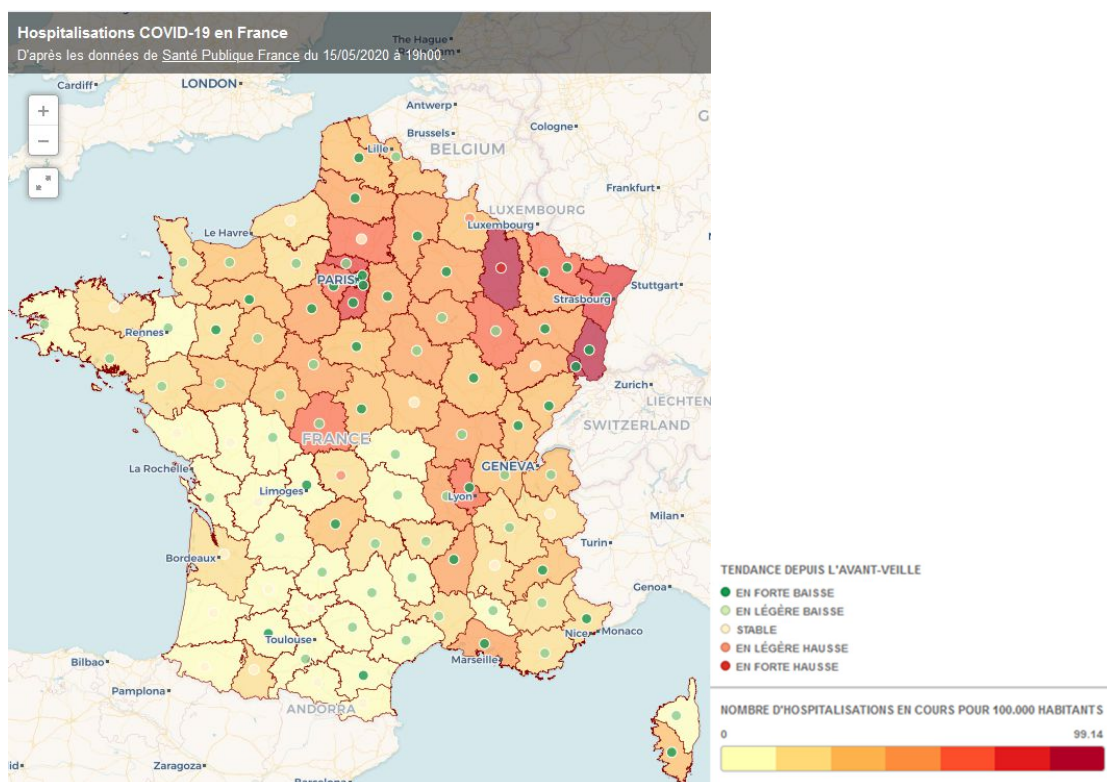 Hospitalisations COVID-19 en France
D'après les données de Santé Publique France du 15/05/2020 à 19h00.
The Hague
Cardiff
LONDON
+
−
Antwerp
Brussels
Cologne
Lille
BELGIUM
G
Frankfurt
LUXEMBOURG
Luxembourg
Le Havre
PARIS
Stuttgart
Strasbourg
Rennes
Zurich
LIECHTEN
SWITZERLAND
FRANCE
GENEVA
La Rochelle
Limoges
Lyon
Milan
Turin
Bordeaux
Genoa
Toulouse
Nice
Monaco
Marseille
Bilbao
Pamplona
ANDORRA
Zaragoza
Barcelona
TENDANCE DEPUIS L'AVANT-VEILLE
EN FORTE BAISSE
EN LÉGÈRE BAISSE
STABLE
EN LÉGÈRE HAUSSE
EN FORTE HAUSSE
NOMBRE D'HOSPITALISATIONS EN COURS POUR 100.000 HABITANTS
0 99.14